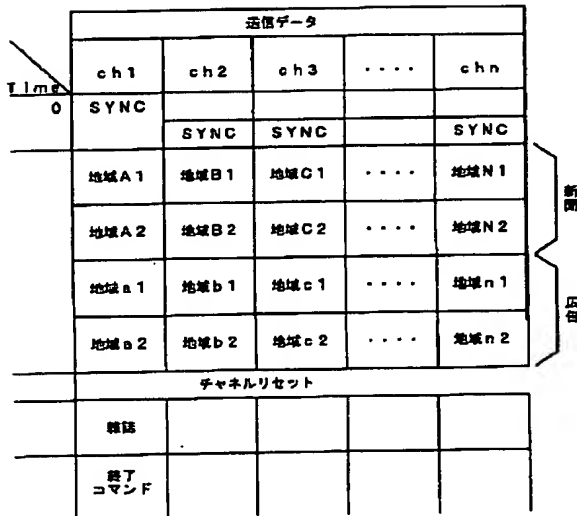 送信データ
Time ch1 ch2 ch3 ・・・・ chn
0 SYNC
SYNC SYNC SYNC
地域A1 地域B1 地域C1 ・・・・ 地域N1
新聞
地域A2 地域B2 地域C2 ・・・・ 地域N2
地域a1 地域b1 地域c1 ・・・・ 地域n1
広告
地域a2 地域b2 地域c2 ・・・・ 地域n2
チャネルリセット
雑誌
終了
コマンド